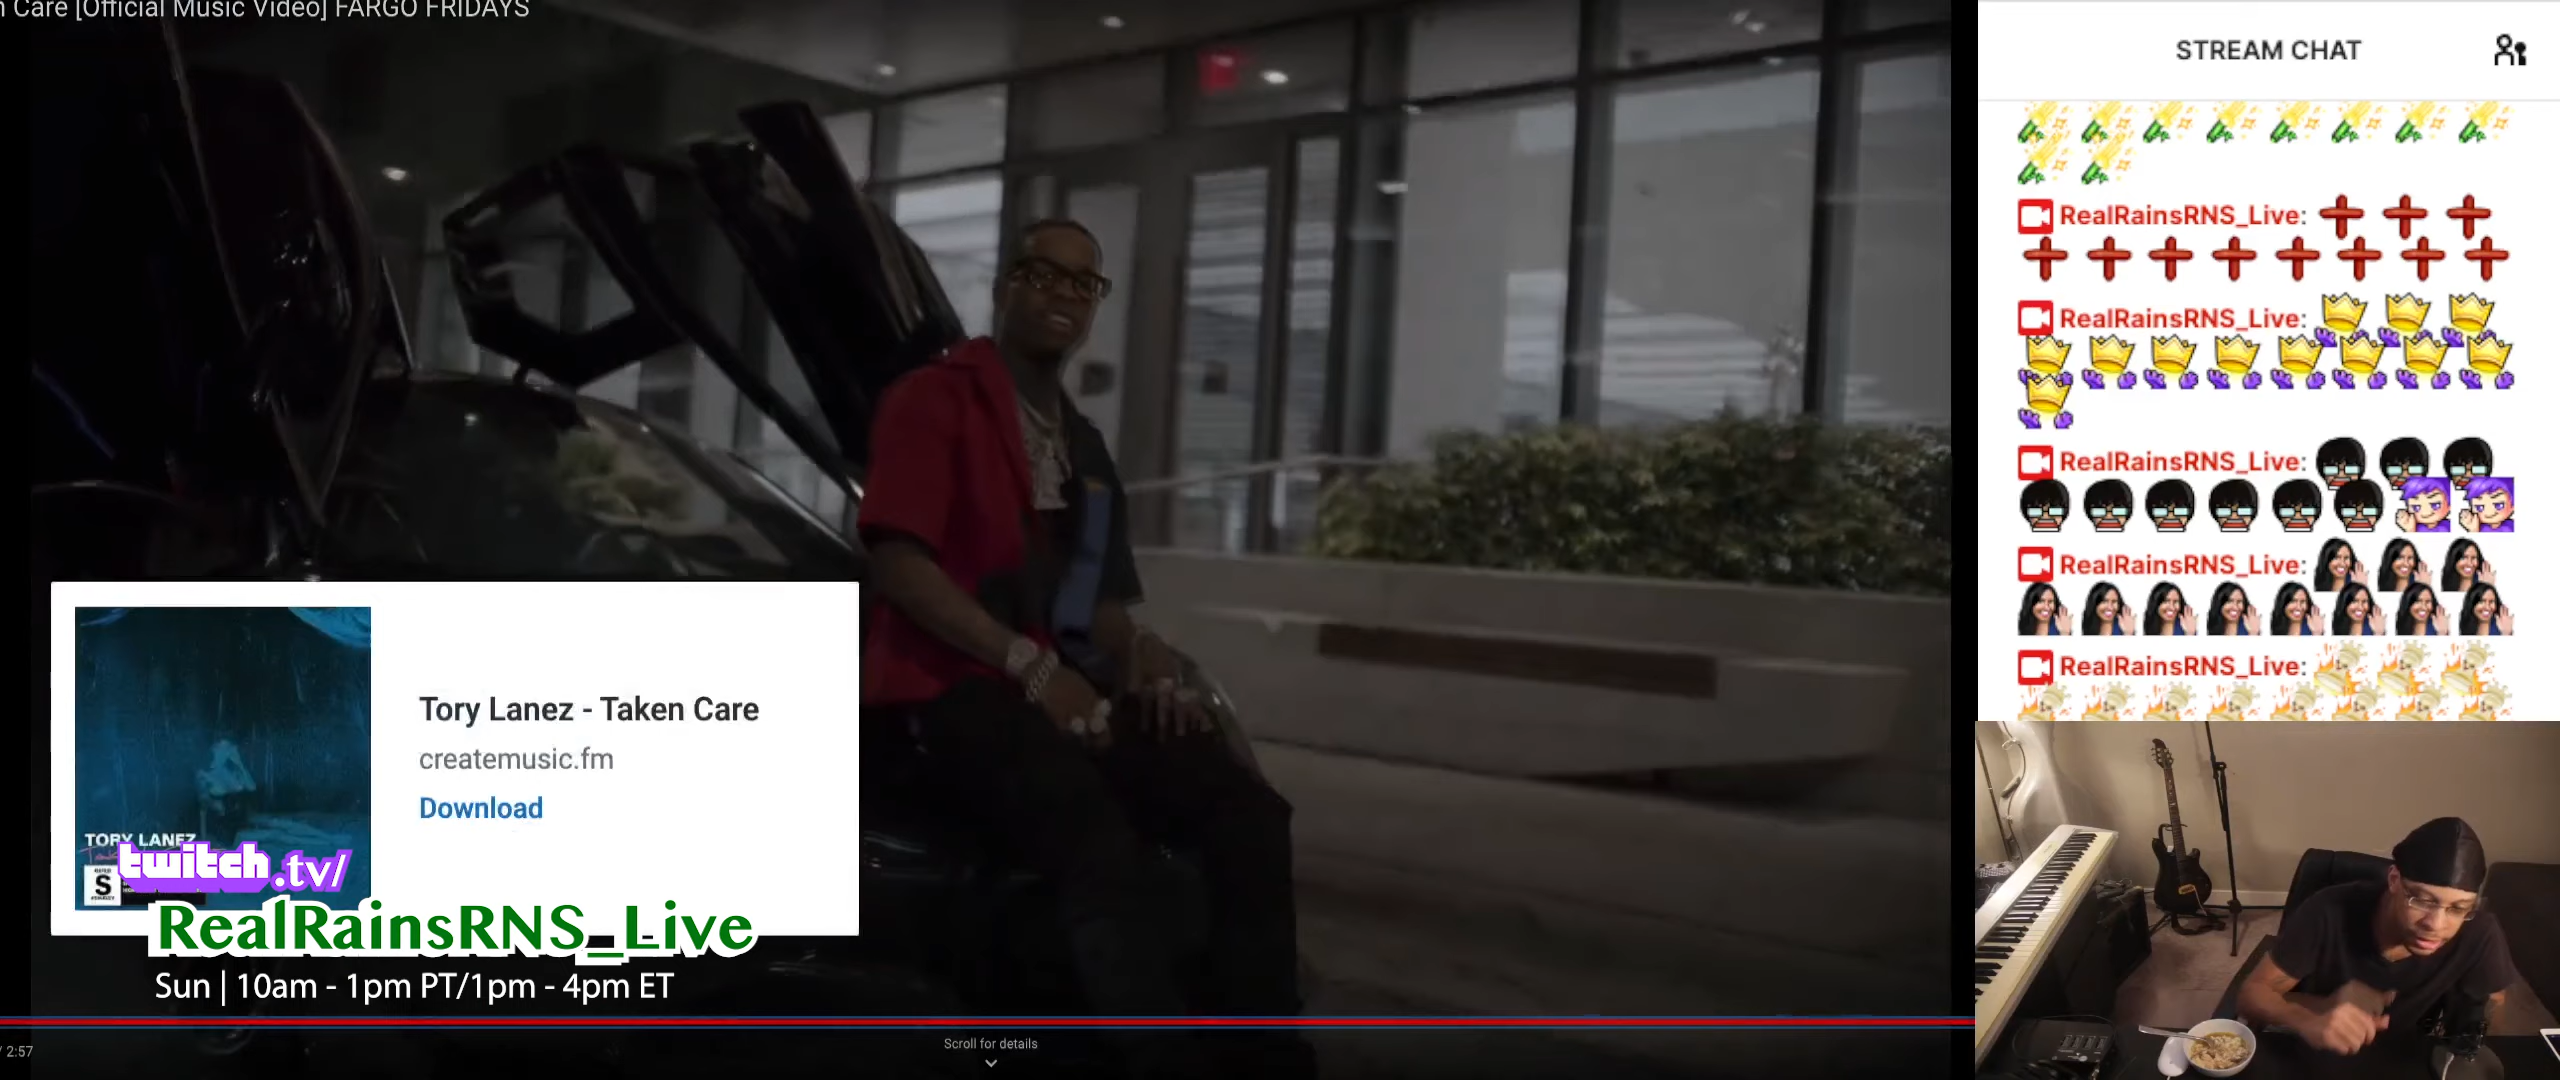 Care [Official Music Video] FARGO FRIDAYS
STREAM CHAT
RealRainsRNS_Live:
RealRainsRNS_Live:
RealRainsRNS_Live:
RealRainsRNS_Live:
RealRainsRNS_Live:
Tory Lanez - Taken Care
createmusic.fm
Download
TORY LANEZ
S
twitch.tv/
RealRainsRNS_Live
Sun | 10am - 1pm PT/1pm - 4pm ET
/ 2:57
Scroll for details